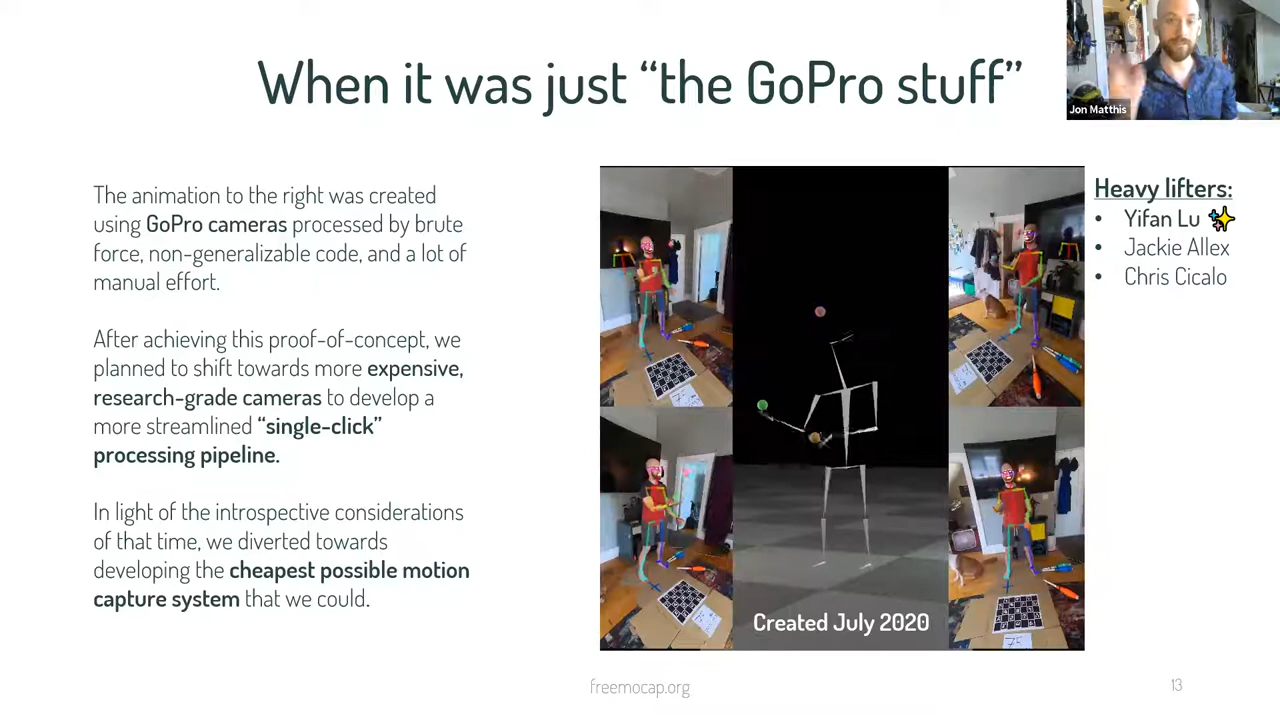 When it was just “the GoPro stuff”
Jon Matthis
The animation to the right was created
using GoPro cameras processed by brute
force, non-generalizable code, and a lot of
manual effort.
After achieving this proof-of-concept, we
planned to shift towards more expensive,
research-grade cameras to develop a
more streamlined “single-click”
processing pipeline.
In light of the introspective considerations
of that time, we diverted towards
developing the cheapest possible motion
capture system that we could.
Created July 2020
Heavy lifters:
• Yifan Lu ✨
• Jackie Allex
• Chris Cicalo
freemocap.org
13